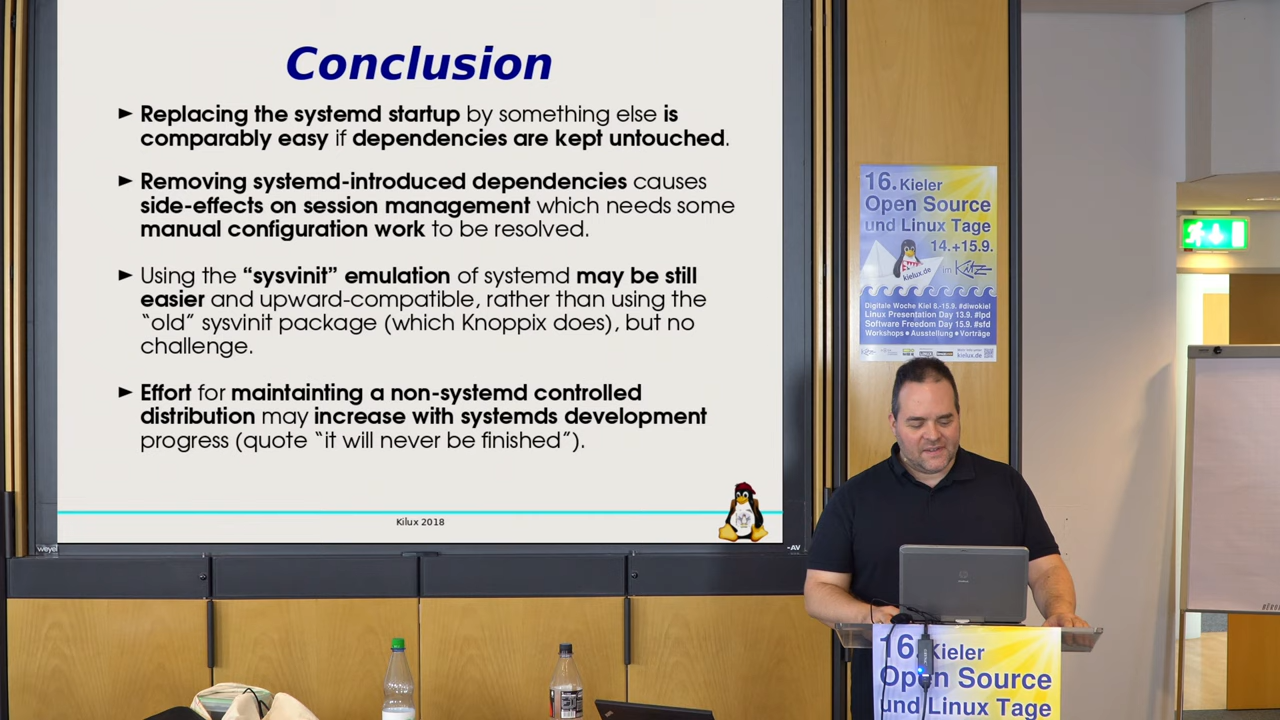 Conclusion
► Replacing the systemd startup by something else is
comparably easy if dependencies are kept untouched.
► Removing systemd-introduced dependencies causes
side-effects on session management which needs some
manual configuration work to be resolved.
► Using the “sysvinit” emulation of systemd may be still
easier and upward-compatible, rather than using the
“old” sysvinit package (which Knoppix does), but no
challenge.
► Effort for maintainting a non-systemd controlled
distribution may increase with systemds development
progress (quote “it will never be finished”).
Kilux 2018
weyel
-AV
16. Kieler
Open Source
und Linux Tage
14.+15.9.
kielux.de
im KITZ
Digitale Woche Kiel 8.-15.9. #diwokiel
Linux Presentation Day 13.9. #lpd
Software Freedom Day 15.9. #sfd
Workshops • Ausstellung • Vorträge
kielux.de
hp
16. Kieler
Open Source
und Linux Tage